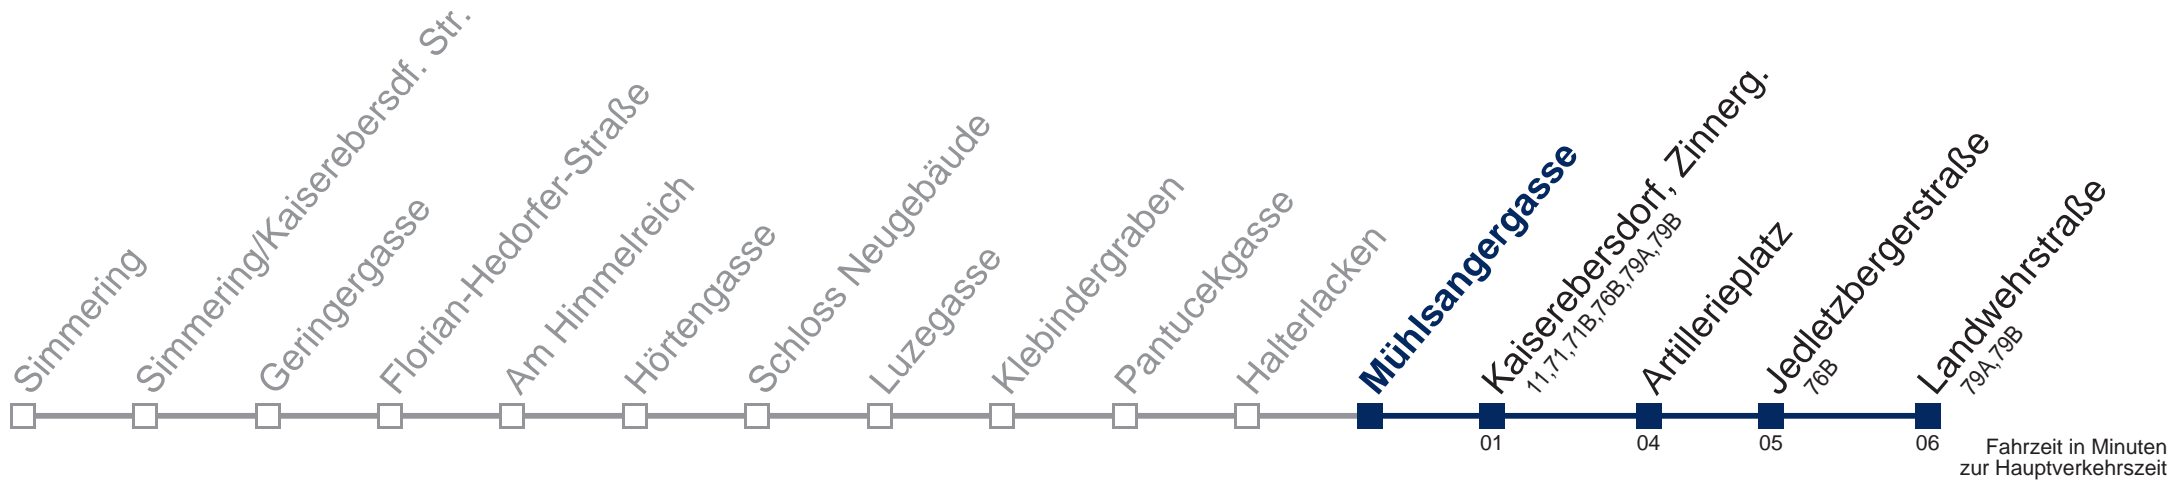 Simmering
Simmering/Kaiserebersdf. Str.
Geringergasse
Florian-Hedorfer-Straße
Am Himmelreich
Hörtengasse
Schloss Neugebäude
Luzegasse
Klebindergraben
Pantucekgasse
Halterlacken
Mühlsangergasse
Kaiserebersdorf, Zinnerg.
11,71,71B,76B,79A,79B
Artillerieplatz
Jedletzbergerstraße
76B
Landwehrstraße
79A,79B
01
04
05
06
Fahrzeit in Minuten
zur Hauptverkehrszeit